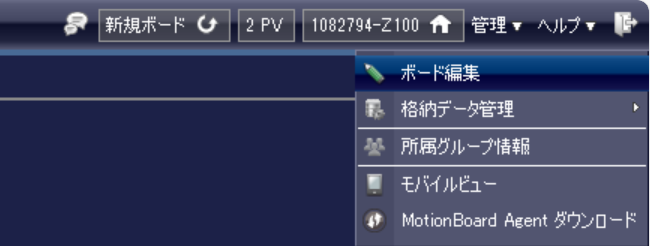 新規ボード 2 PV 1082794-Z100 管理▼ ヘルプ▼
ボード編集
格納データ管理
所属グループ情報
モバイルビュー
MotionBoard Agent ダウンロード